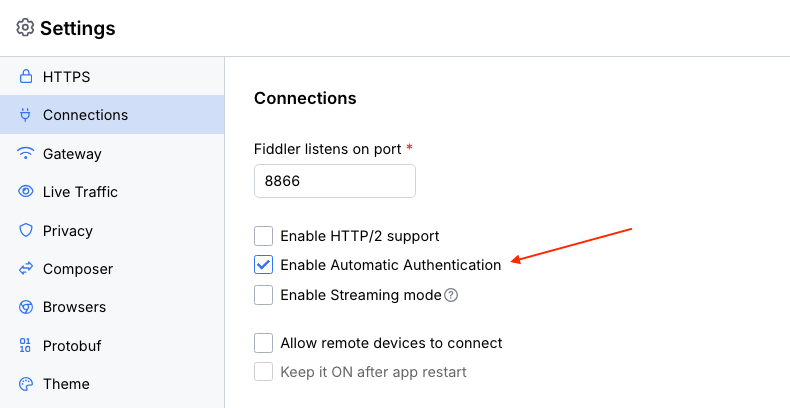 Settings
HTTPS
Connections
Gateway
Live Traffic
Privacy
Composer
Browsers
Protobuf
Theme
Connections
Fiddler listens on port *
8866
Enable HTTP/2 support
Enable Automatic Authentication
Enable Streaming mode ?
Allow remote devices to connect
Keep it ON after app restart